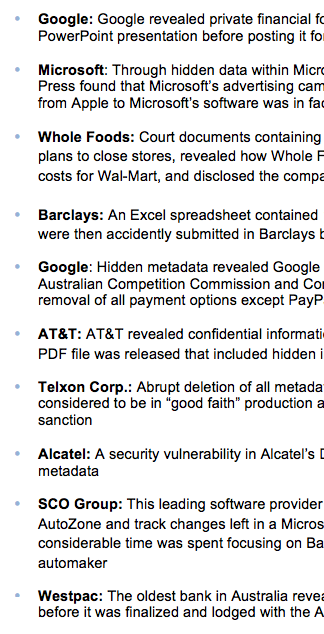 • Google: Google revealed private financial fo
PowerPoint presentation before posting it fo
• Microsoft: Through hidden data within Micr
Press found that Microsoft's advertising cam
from Apple to Microsoft's software was in fac
• Whole Foods: Court documents containing
plans to close stores, revealed how Whole F
costs for Wal-Mart, and disclosed the compa
• Barclays: An Excel spreadsheet contained
were then accidently submitted in Barclays b
• Google: Hidden metadata revealed Google
Australian Competition Commission and Co
removal of all payment options except PayP
• AT&T: AT&T revealed confidential informati
PDF file was released that included hidden i
• Telxon Corp.: Abrupt deletion of all metada
considered to be in "good faith" production a
sanction
• Alcatel: A security vulnerability in Alcatel's D
metadata
• SCO Group: This leading software provider
AutoZone and track changes left in a Micros
considerable time was spent focusing on Ba
automaker
• Westpac: The oldest bank in Australia revea
before it was finalized and lodged with the A